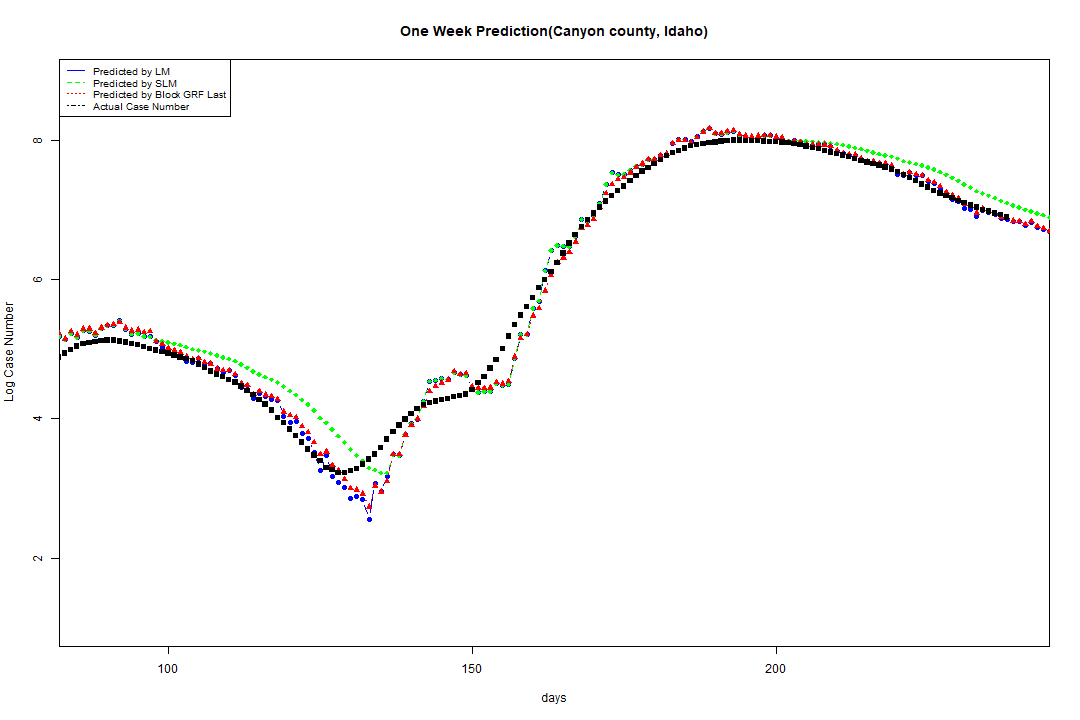 One Week Prediction(Canyon county, Idaho)
Predicted by LM
Predicted by SLM
Predicted by Block GRF Last
Actual Case Number
8
6
4
2
Log Case Number
100 150 200
days